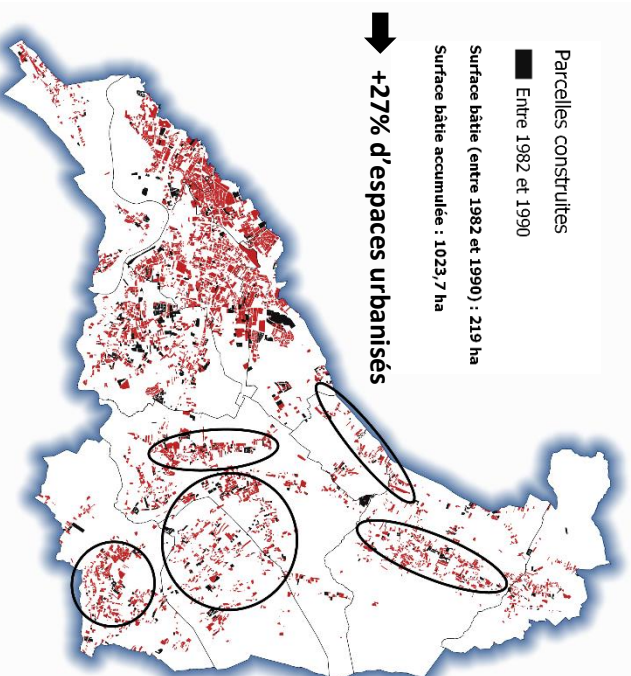 Parcelles construites
Entre 1982 et 1990
Surface bâtie (entre 1982 et 1990) : 219 ha
Surface bâtie accumulée : 1023,7 ha
+27% d'espaces urbanisés